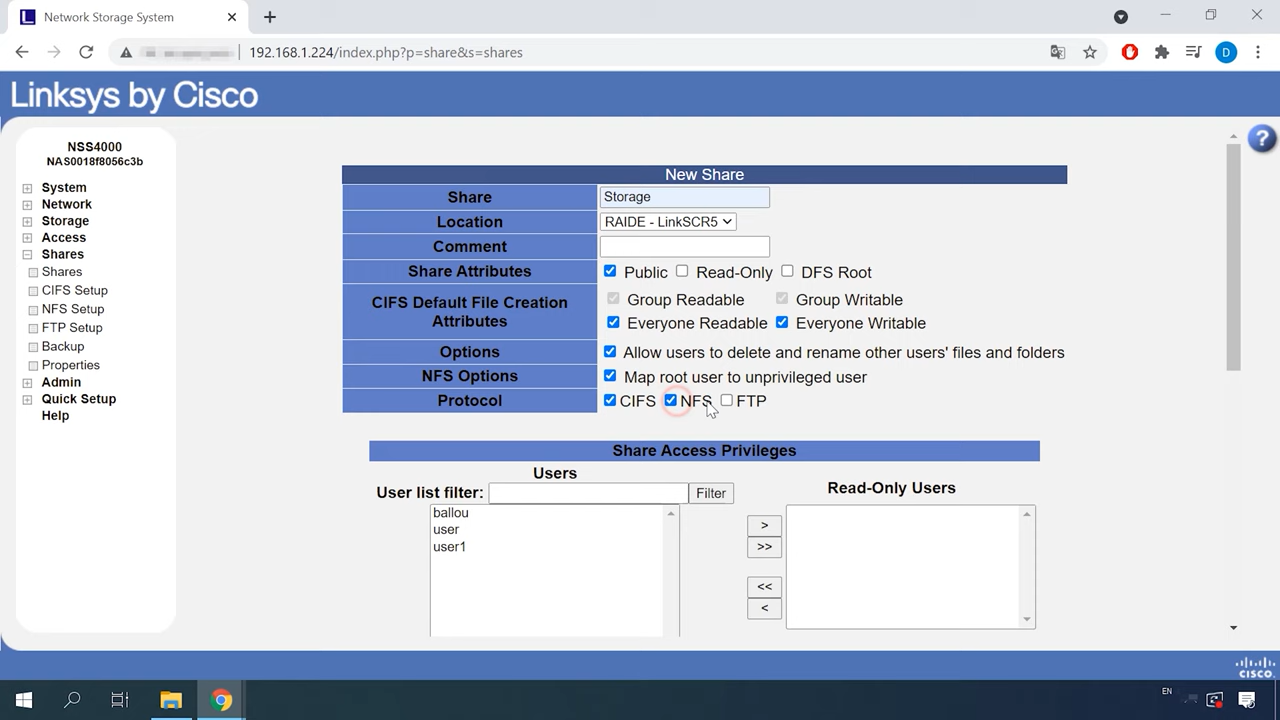 Network Storage System
192.168.1.224/index.php?p=share&s=shares
D
Linksys by Cisco
NSS4000
NAS0018f8056c3b
System
Network
Storage
Access
Shares
Shares
CIFS Setup
NFS Setup
FTP Setup
Backup
Properties
Admin
Quick Setup
Help
?
New Share
Share Storage
Location RAIDE - LinkSCR5
Comment
Share Attributes Public Read-Only DFS Root
CIFS Default File Creation Attributes Group Readable Group Writable
Everyone Readable Everyone Writable
Options Allow users to delete and rename other users' files and folders
NFS Options Map root user to unprivileged user
Protocol CIFS NFS FTP
Share Access Privileges
Users
User list filter: Filter
ballou
user
user1
Read-Only Users
>
>>
<<
<
cisco
EN